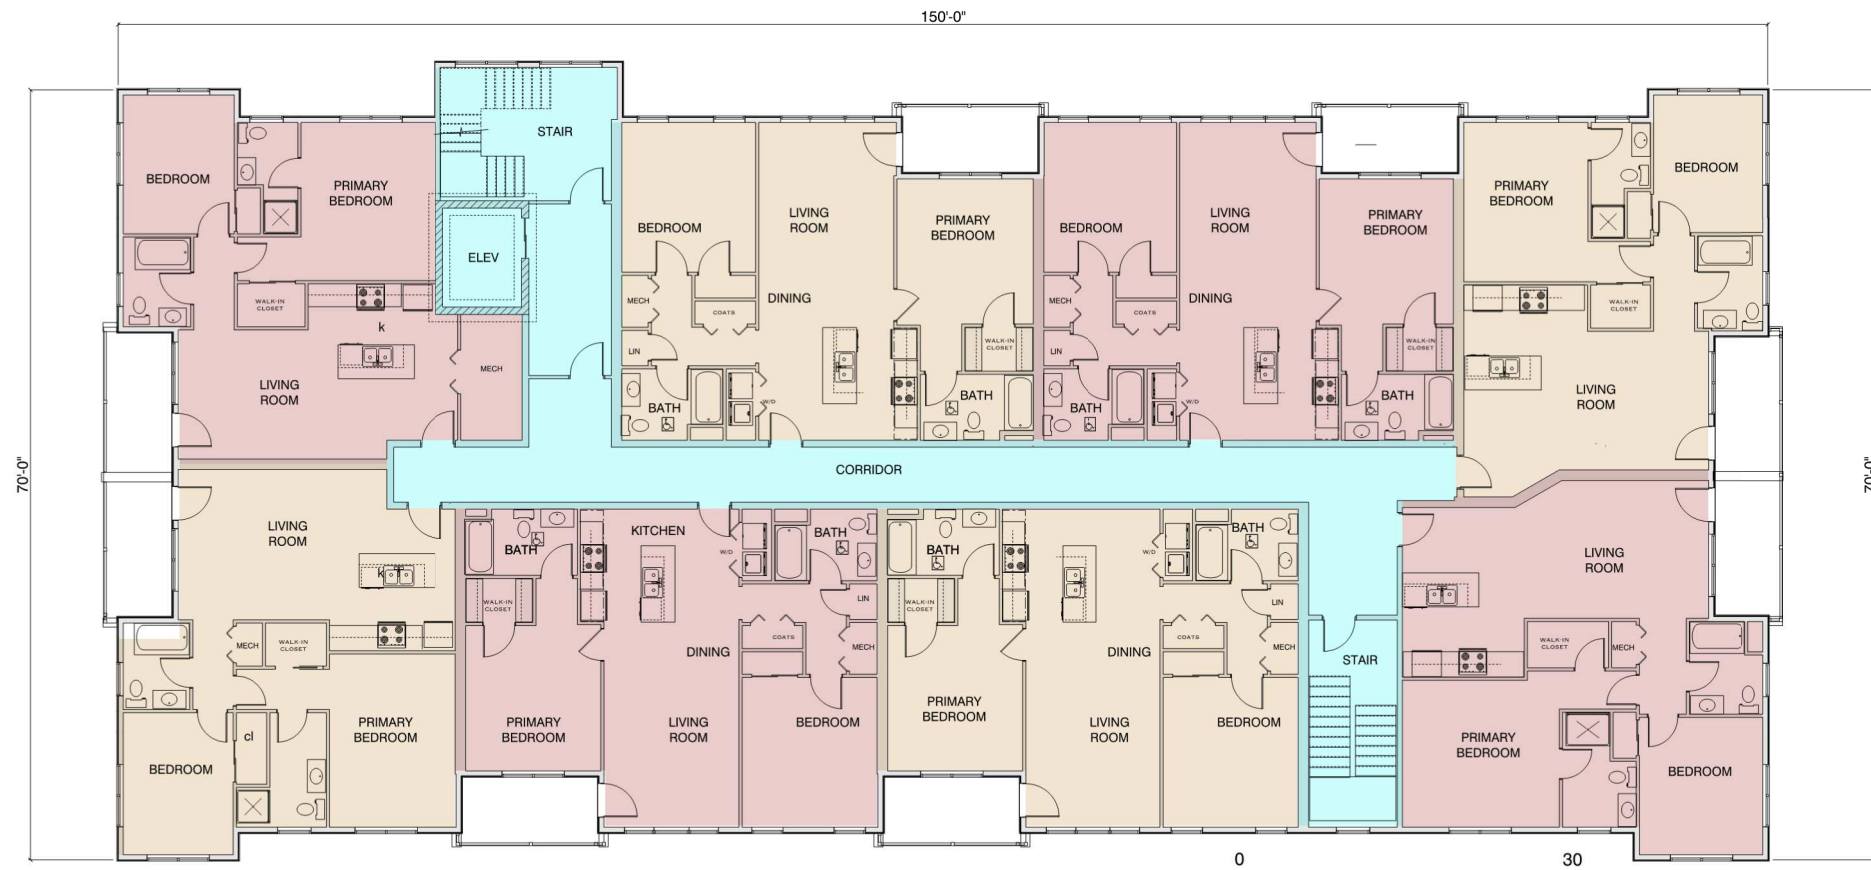 150'-0"
70'-0"
70'-0"
BEDROOM
PRIMARY
BEDROOM
WALK-IN
CLOSET
k
LIVING
ROOM
MECH
STAIR
ELEV
BEDROOM
LIVING
ROOM
PRIMARY
BEDROOM
MECH
COATS
DINING
LIN
WALK-IN
CLOSET
BATH
W/D
BATH
BEDROOM
LIVING
ROOM
PRIMARY
BEDROOM
MECH
COATS
DINING
LIN
WALK-IN
CLOSET
BATH
W/D
BATH
PRIMARY
BEDROOM
BEDROOM
WALK-IN
CLOSET
LIVING
ROOM
CORRIDOR
LIVING
ROOM
k
MECH
WALK-IN
CLOSET
cl
PRIMARY
BEDROOM
BEDROOM
BATH
KITCHEN
W/D
BATH
WALK-IN
CLOSET
LIN
COATS
MECH
DINING
PRIMARY
BEDROOM
LIVING
ROOM
BEDROOM
BATH
W/D
BATH
WALK-IN
CLOSET
LIN
COATS
MECH
DINING
PRIMARY
BEDROOM
LIVING
ROOM
BEDROOM
STAIR
LIVING
ROOM
WALK-IN
CLOSET
MECH
PRIMARY
BEDROOM
BEDROOM
0
30